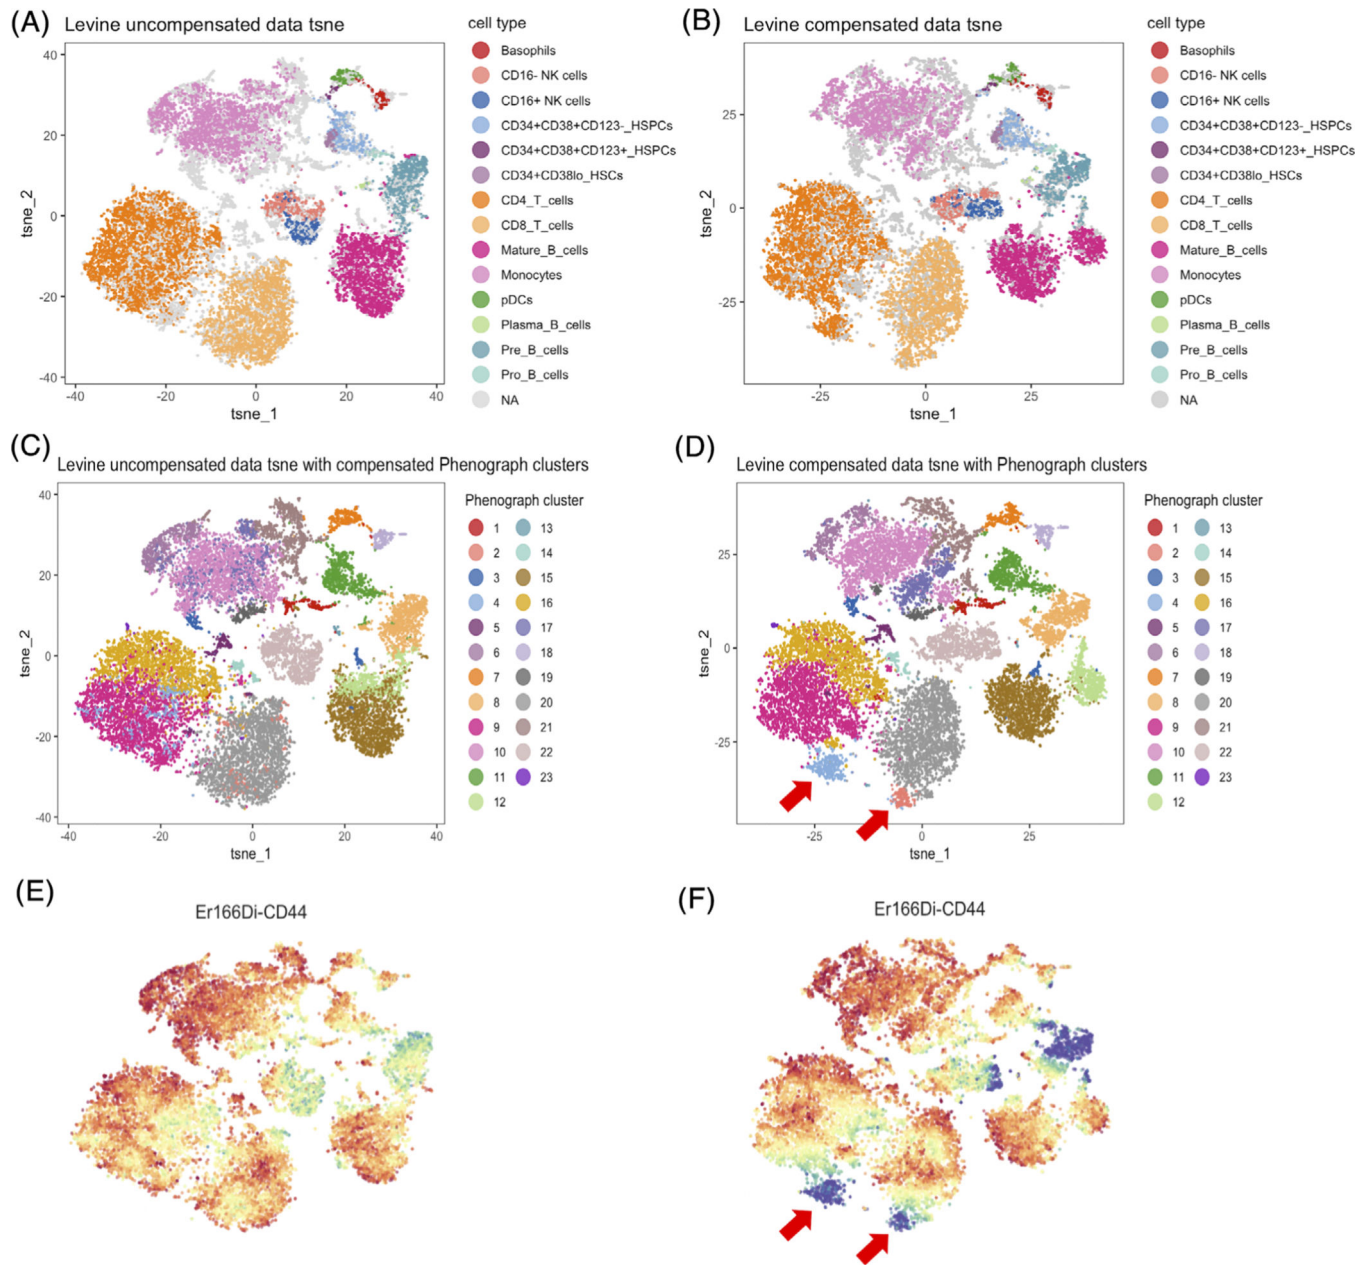 (A)
Levine uncompensated data tsne
tsne_2
40
20
0
-20
-40
-40 -20 0 20 40
tsne_1
cell type
Basophils
CD16- NK cells
CD16+ NK cells
CD34+CD38+CD123-_HSPCs
CD34+CD38+CD123+_HSPCs
CD34+CD38lo_HSCs
CD4_T_cells
CD8_T_cells
Mature_B_cells
Monocytes
pDCs
Plasma_B_cells
Pre_B_cells
Pro_B_cells
NA
(B)
Levine compensated data tsne
tsne_2
25
0
-25
-25 0 25
tsne_1
cell type
Basophils
CD16- NK cells
CD16+ NK cells
CD34+CD38+CD123-_HSPCs
CD34+CD38+CD123+_HSPCs
CD34+CD38lo_HSCs
CD4_T_cells
CD8_T_cells
Mature_B_cells
Monocytes
pDCs
Plasma_B_cells
Pre_B_cells
Pro_B_cells
NA
(C)
Levine uncompensated data tsne with compensated Phenograph clusters
tsne_2
40
20
0
-20
-40
-40 -20 0 20 40
tsne_1
Phenograph cluster
1 13
2 14
3 15
4 16
5 17
6 18
7 19
8 20
9 21
10 22
11 23
12
(D)
Levine compensated data tsne with Phenograph clusters
tsne_2
25
0
-25
-25 0 25
tsne_1
Phenograph cluster
1 13
2 14
3 15
4 16
5 17
6 18
7 19
8 20
9 21
10 22
11 23
12
(E)
Er166Di-CD44
(F)
Er166Di-CD44